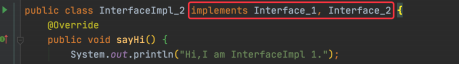 public class InterfaceImpl_2 implements Interface_1, Interface_2 {
@Override
public void sayHi() {
System.out.println("Hi,I am InterfaceImpl 1.");